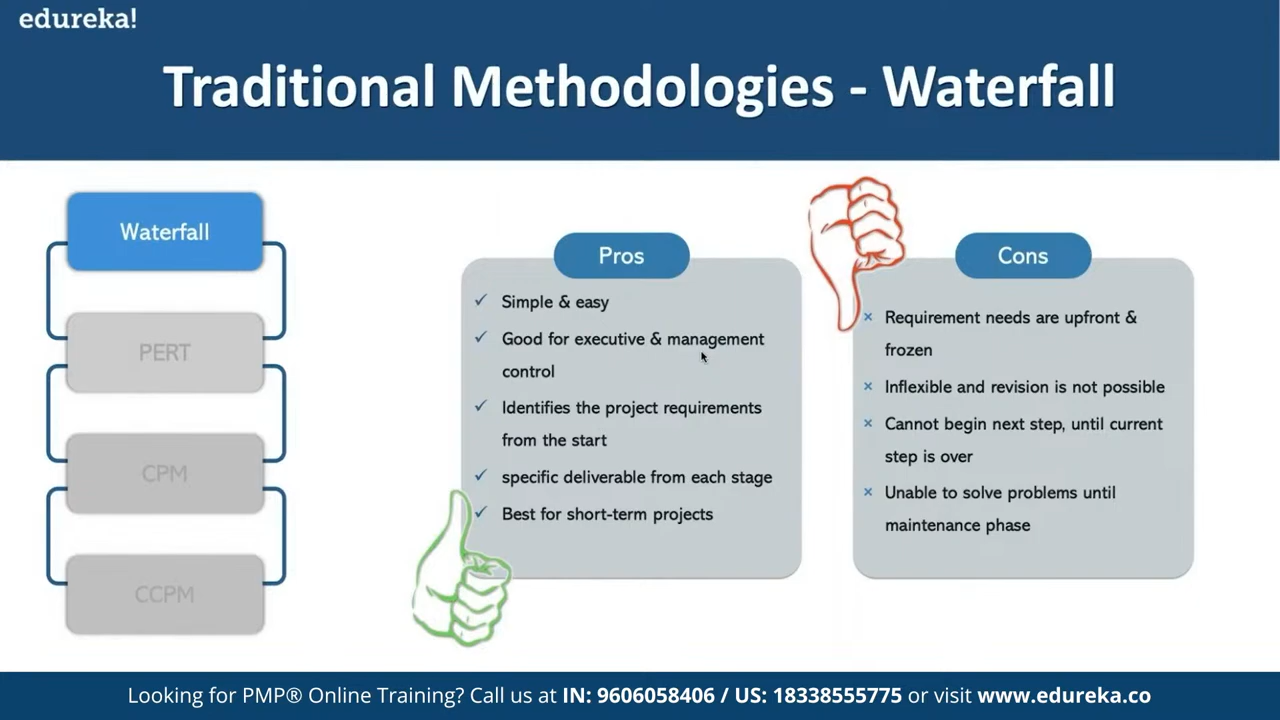 edureka!
Traditional Methodologies - Waterfall
Waterfall
PERT
CPM
CCPM
Pros
✓ Simple & easy
✓ Good for executive & management
control
✓ Identifies the project requirements
from the start
✓ specific deliverable from each stage
✓ Best for short-term projects
Cons
× Requirement needs are upfront &
frozen
× Inflexible and revision is not possible
× Cannot begin next step, until current
step is over
× Unable to solve problems until
maintenance phase
Looking for PMP® Online Training? Call us at IN: 9606058406 / US: 18338555775 or visit www.edureka.co